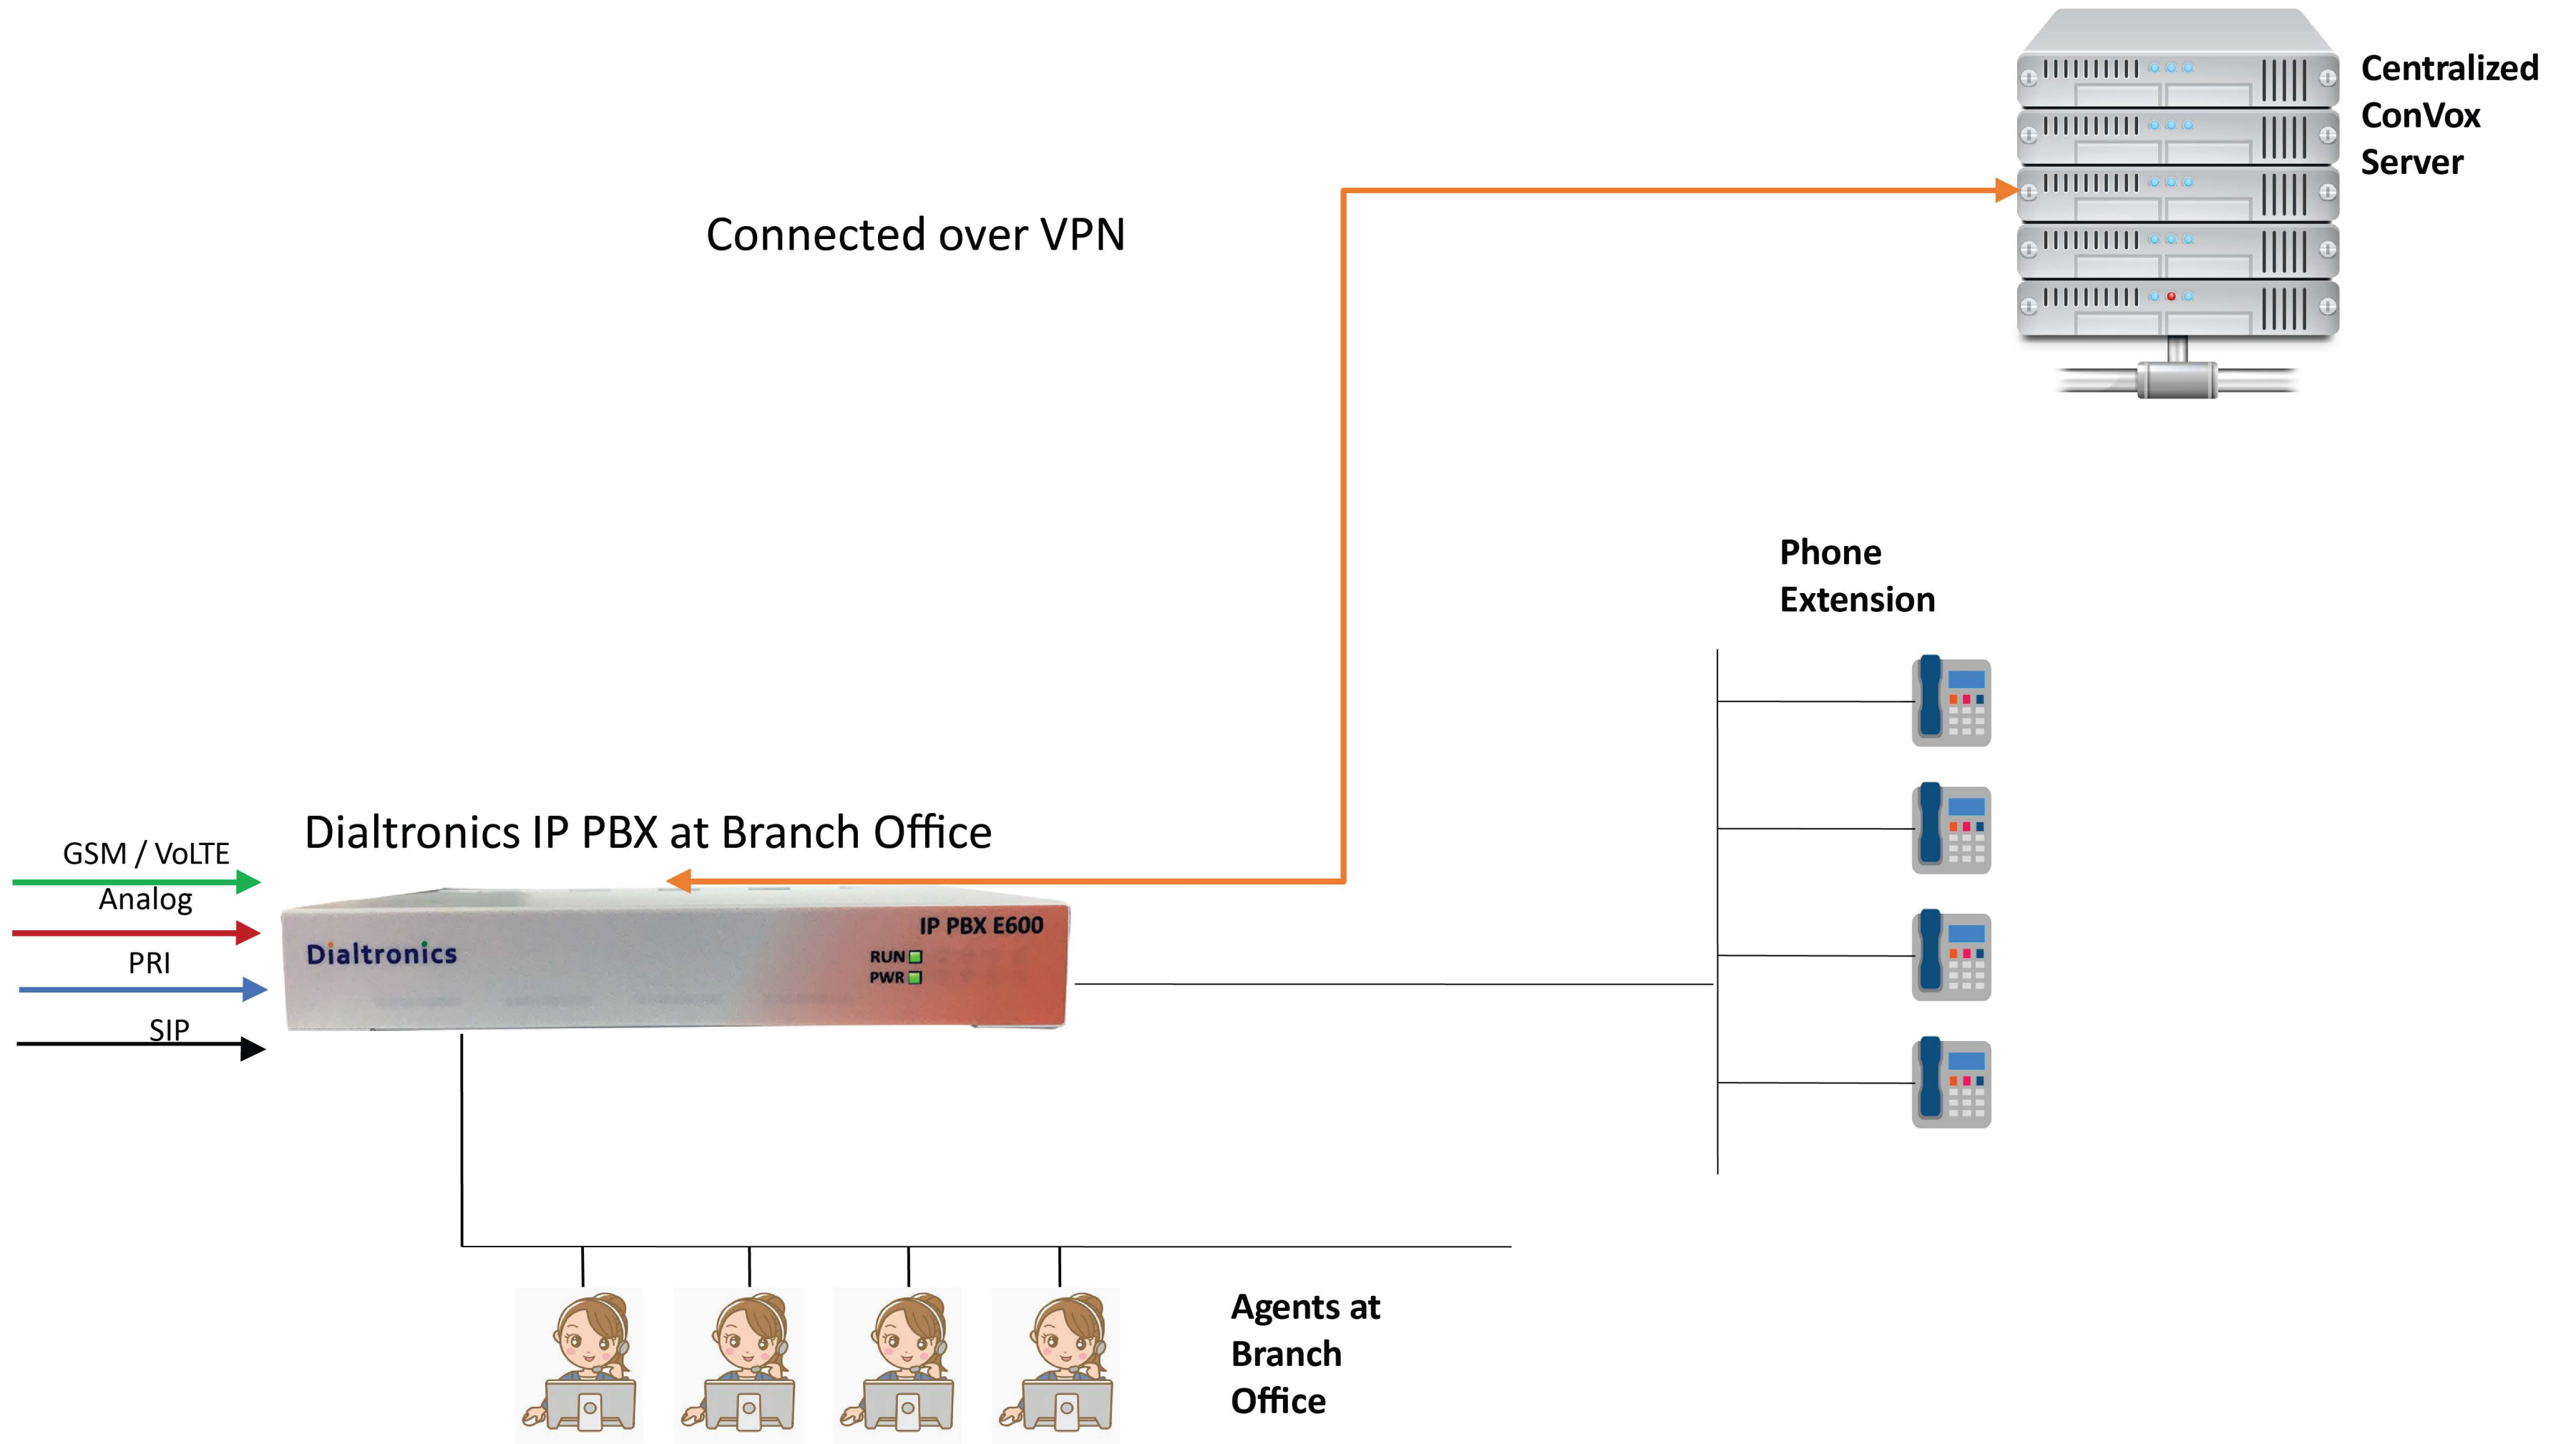 Centralized
ConVox
Server
Connected over VPN
Phone
Extension
Dialtronics IP PBX at Branch Office
GSM / VoLTE
Analog
PRI
SIP
IP PBX E600
Dialtronics
RUN
PWR
Agents at
Branch
Office